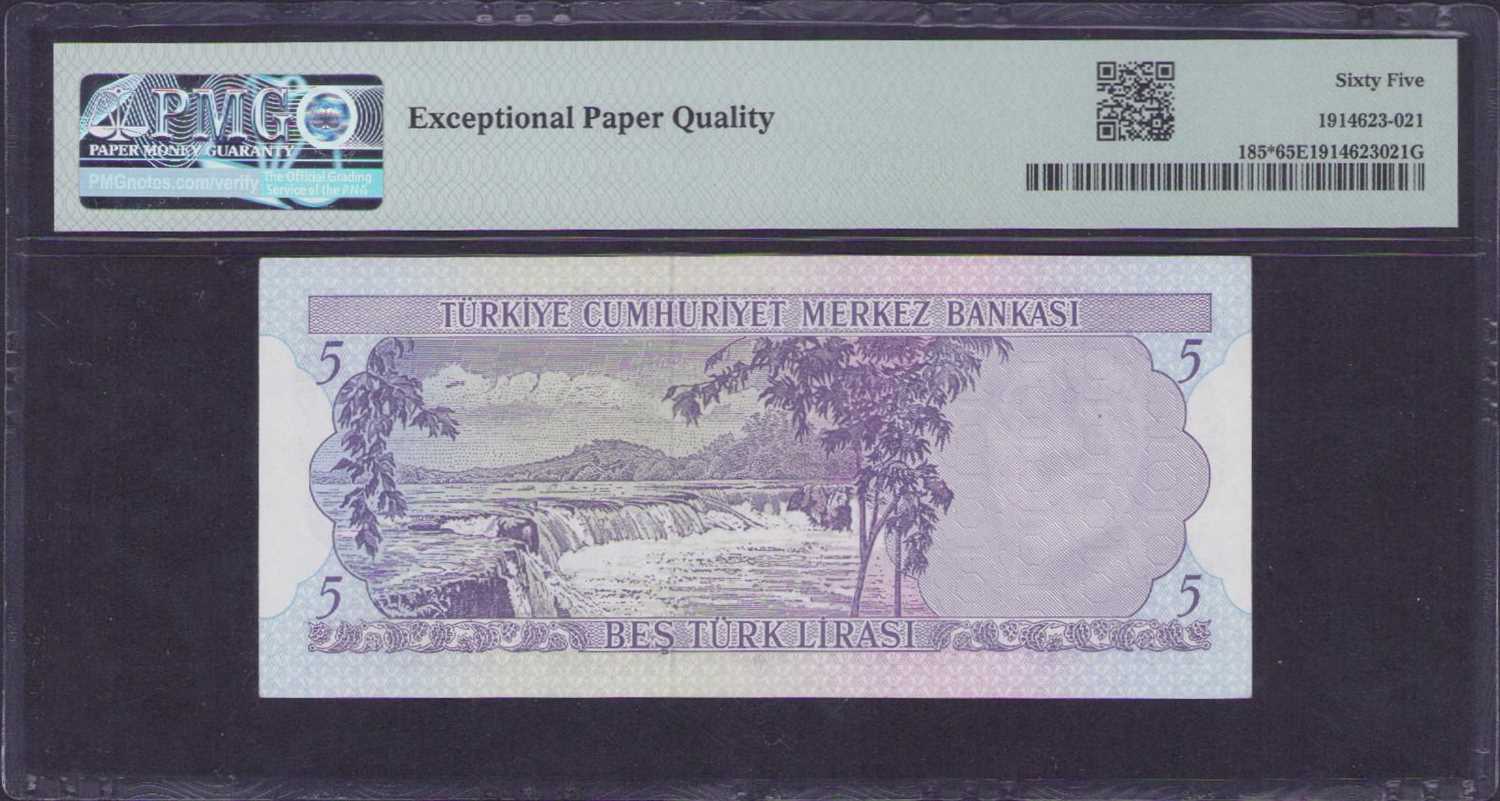 PMG
PAPER MONEY GUARANTY
PMGnotes.com/verify
The Official Grading
Service of the PNG
Exceptional Paper Quality
Sixty Five
1914623-021
185*65E1914623021G
TÜRKİYE CUMHURİYET MERKEZ BANKASI
5 5
5 5
BEŞ TÜRK LİRASI